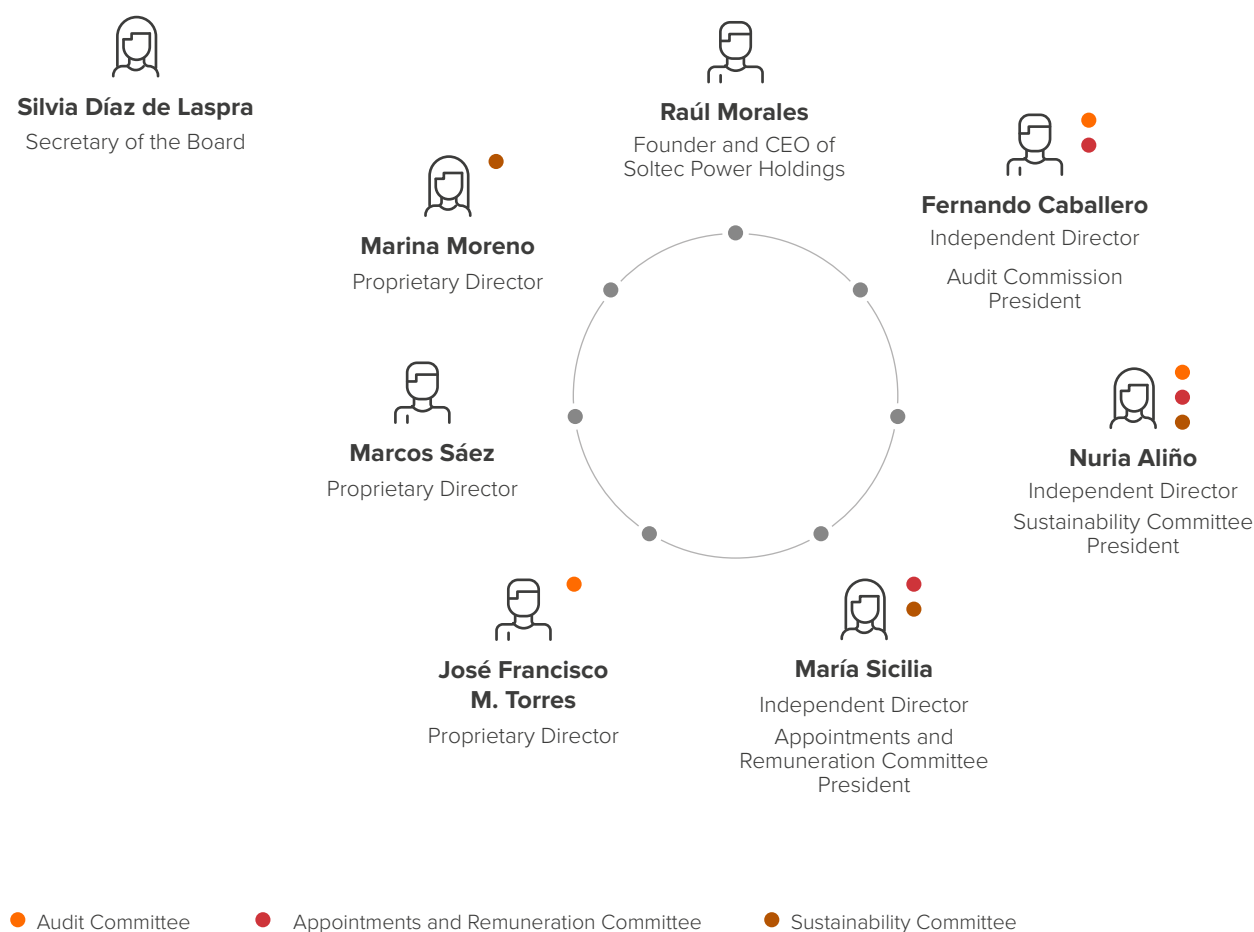 Silvia Díaz de Laspra
Secretary of the Board
Raúl Morales
Founder and CEO of
Soltec Power Holdings
Fernando Caballero
Independent Director
Audit Commission
President
Marina Moreno
Proprietary Director
Marcos Sáez
Proprietary Director
Nuria Aliño
Independent Director
Sustainability Committee
President
José Francisco
M. Torres
Proprietary Director
María Sicilia
Independent Director
Appointments and
Remuneration Committee
President
Audit Committee
Appointments and Remuneration Committee
Sustainability Committee